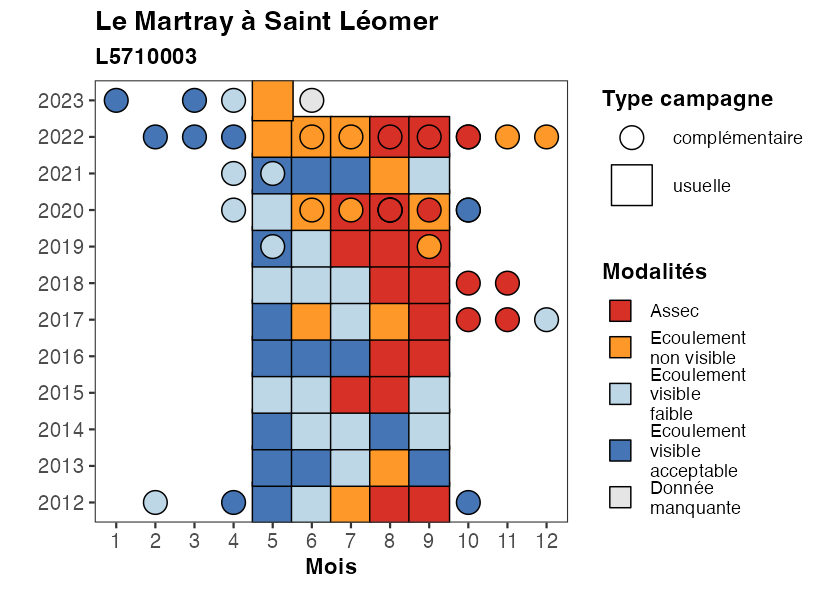 Le Martray à Saint Léomer
L5710003
2023
2022
2021
2020
2019
2018
2017
2016
2015
2014
2013
2012
1 2 3 4 5 6 7 8 9 10 11 12
Mois
Type campagne
complémentaire
usuelle
Modalités
Assec
Ecoulement
non visible
Ecoulement
visible
faible
Ecoulement
visible
acceptable
Donnée
manquante